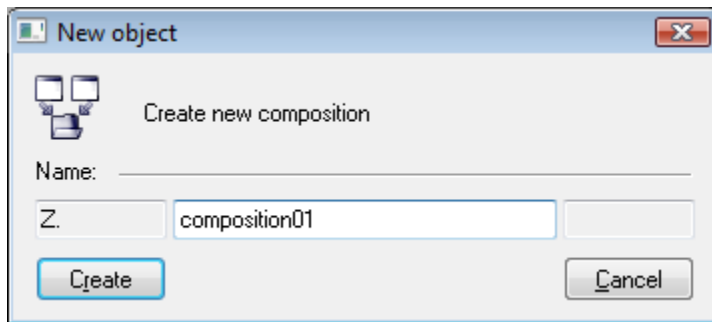 New object
Create new composition
Name:
Z. composition01
Create Cancel